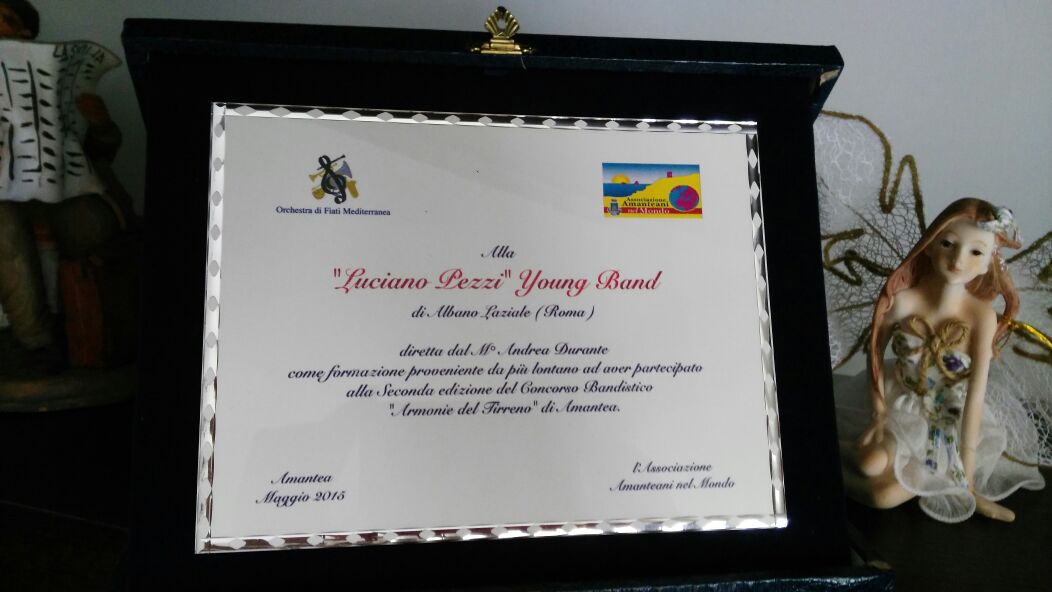 Orchestra di Fiati Mediterranea
Associazione
Amanteani
nel Mondo
Alla
"Luciano Pezzi" Young Band
di Albano Laziale ( Roma )
diretta dal M° Andrea Durante
come formazione proveniente da più lontano ad aver partecipato
alla Seconda edizione del Concorso Bandistico
"Armonie del Tirreno" di Amantea.
Amantea
Maggio 2015
l'Associazione
Amanteani nel Mondo